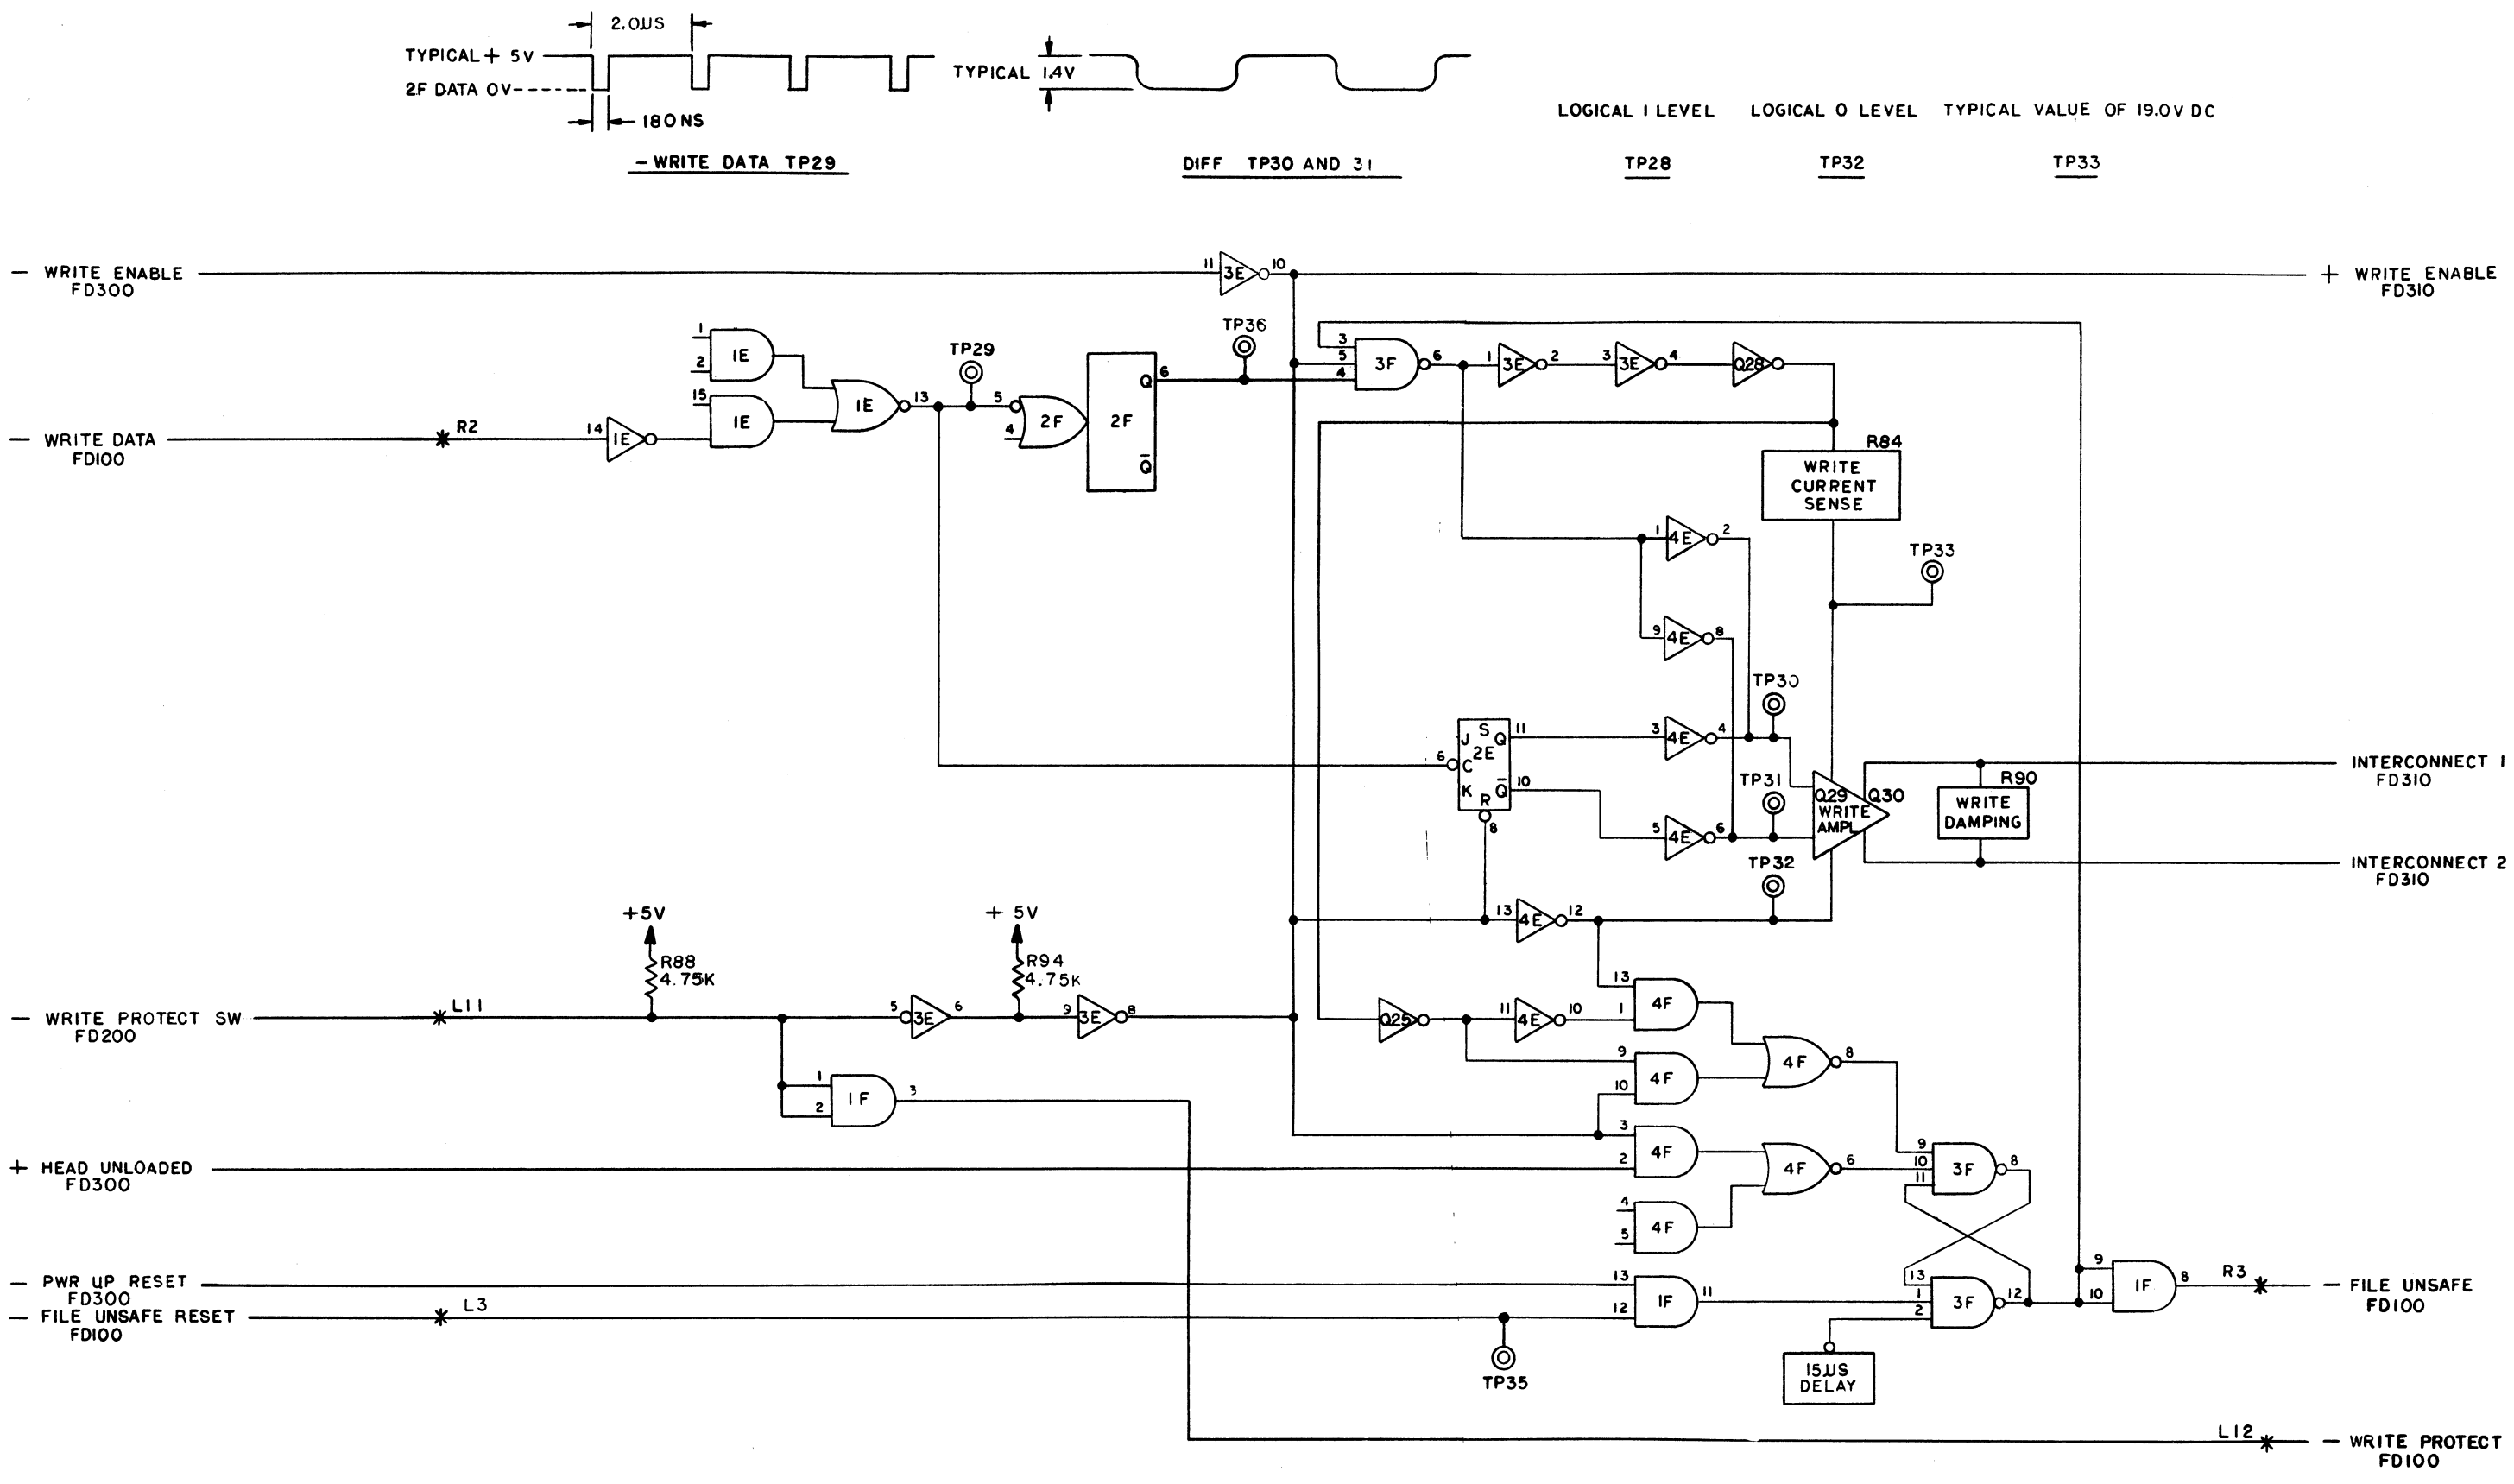 2.0µS
TYPICAL + 5V
2F DATA 0V
180 NS
- WRITE DATA TP29
TYPICAL 1.4V
DIFF TP30 AND 31
LOGICAL 1 LEVEL
TP28
LOGICAL 0 LEVEL
TP32
TYPICAL VALUE OF 19.0V DC
TP33
- WRITE ENABLE
FD300
11 3E 10
+ WRITE ENABLE
FD310
1
2
1E
15
1E
1E 13
TP29
5
4
2F
2F
Q 6
Q̅
TP36
3
5
4
3F 6
1 3E 2
3 3E 4
Q28
- WRITE DATA
FD100
R2
14 1E
R84
WRITE
CURRENT
SENSE
1 4E 2
TP33
9 4E 8
TP30
6
J S Q 11
2E
C
K R Q̅ 10
8
3 4E 4
TP31
5 4E 6
Q29 Q30
WRITE
AMPL
R90
WRITE
DAMPING
INTERCONNECT 1
FD310
INTERCONNECT 2
FD310
TP32
13 4E 12
+5V
R88
4.75K
+ 5V
R94
4.75K
- WRITE PROTECT SW
FD200
L11
5 3E 6
9 3E 8
Q25
11 4E 10
13
1
4F
9
10
4F
4F 8
1
2
1F 3
+ HEAD UNLOADED
FD300
3
2
4F
4F 6
4
5
4F
9
10
11
3F 8
- PWR UP RESET
FD300
- FILE UNSAFE RESET
FD100
L3
TP35
13
12
1F 11
13
1
2
3F 12
15µS
DELAY
9
10
1F 8
R3
- FILE UNSAFE
FD100
L12
- WRITE PROTECT
FD100